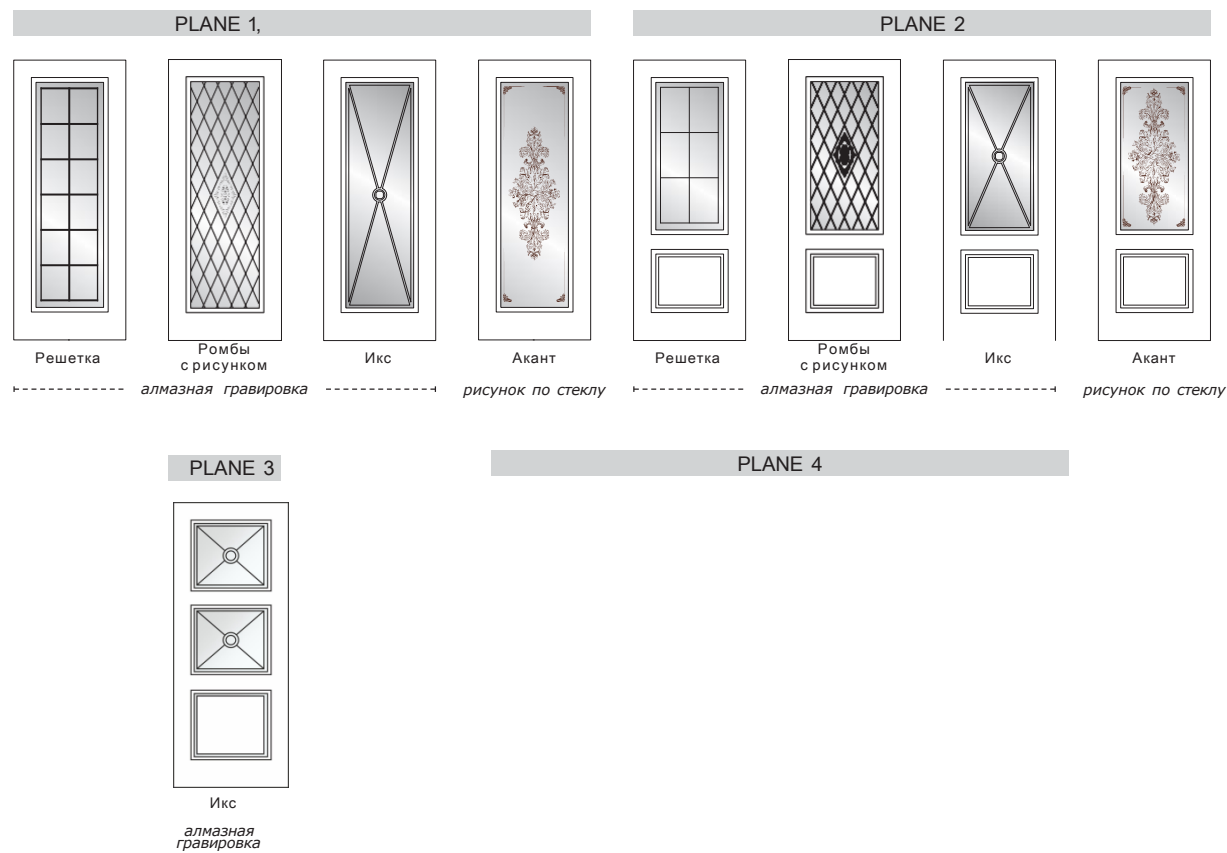 PLANE 1,
PLANE 2
Решетка
Ромбы
с рисунком
Икс
Акант
Решетка
Ромбы
с рисунком
Икс
Акант
алмазная гравировка
рисунок по стеклу
алмазная гравировка
рисунок по стеклу
PLANE 3
PLANE 4
Икс
алмазная
гравировка